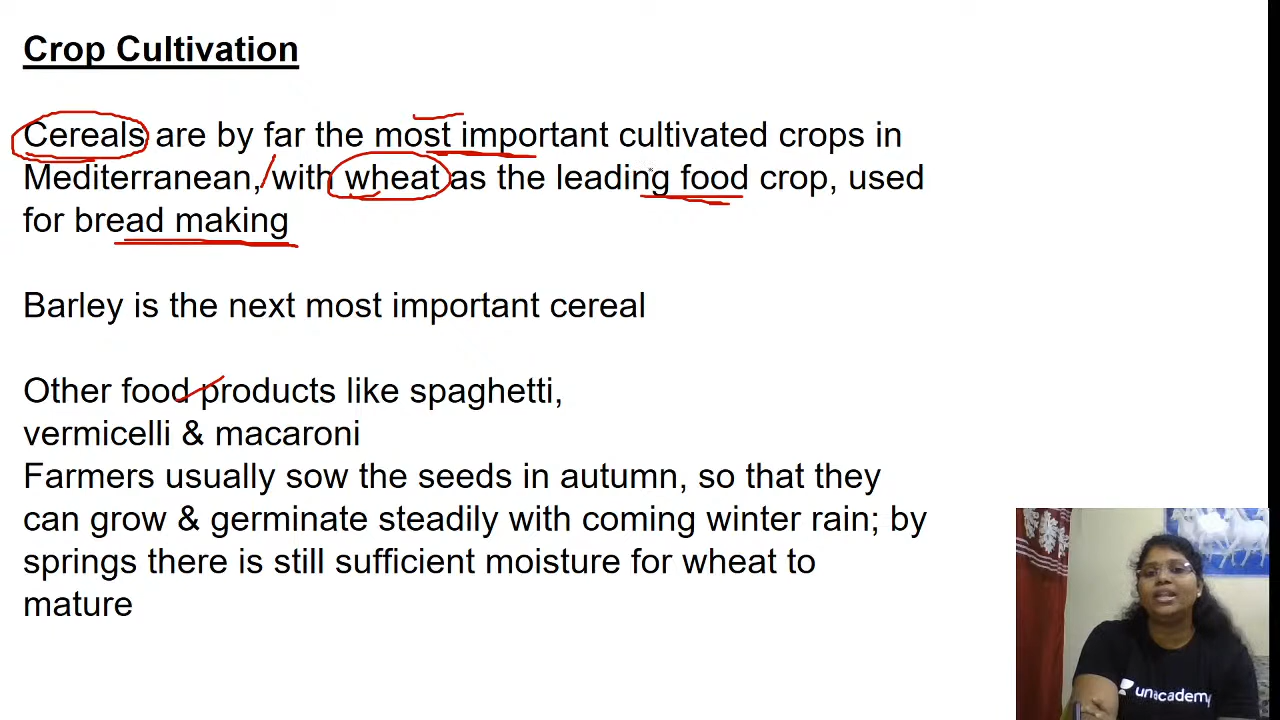 Crop Cultivation
Cereals are by far the most important cultivated crops in
Mediterranean, with wheat as the leading food crop, used
for bread making
Barley is the next most important cereal
Other food products like spaghetti,
vermicelli & macaroni
Farmers usually sow the seeds in autumn, so that they
can grow & germinate steadily with coming winter rain; by
springs there is still sufficient moisture for wheat to
mature
unacademy